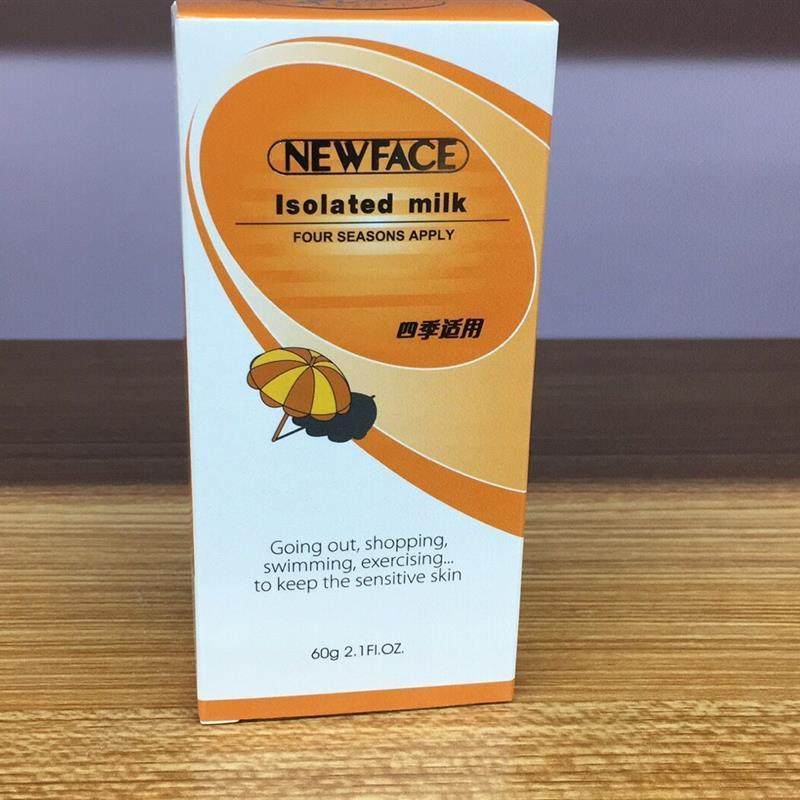 NEWFACE
Isolated milk
FOUR SEASONS APPLY
四季适用
Going out, shopping,
swimming, exercising...
to keep the sensitive skin
60g 2.1Fl.OZ.